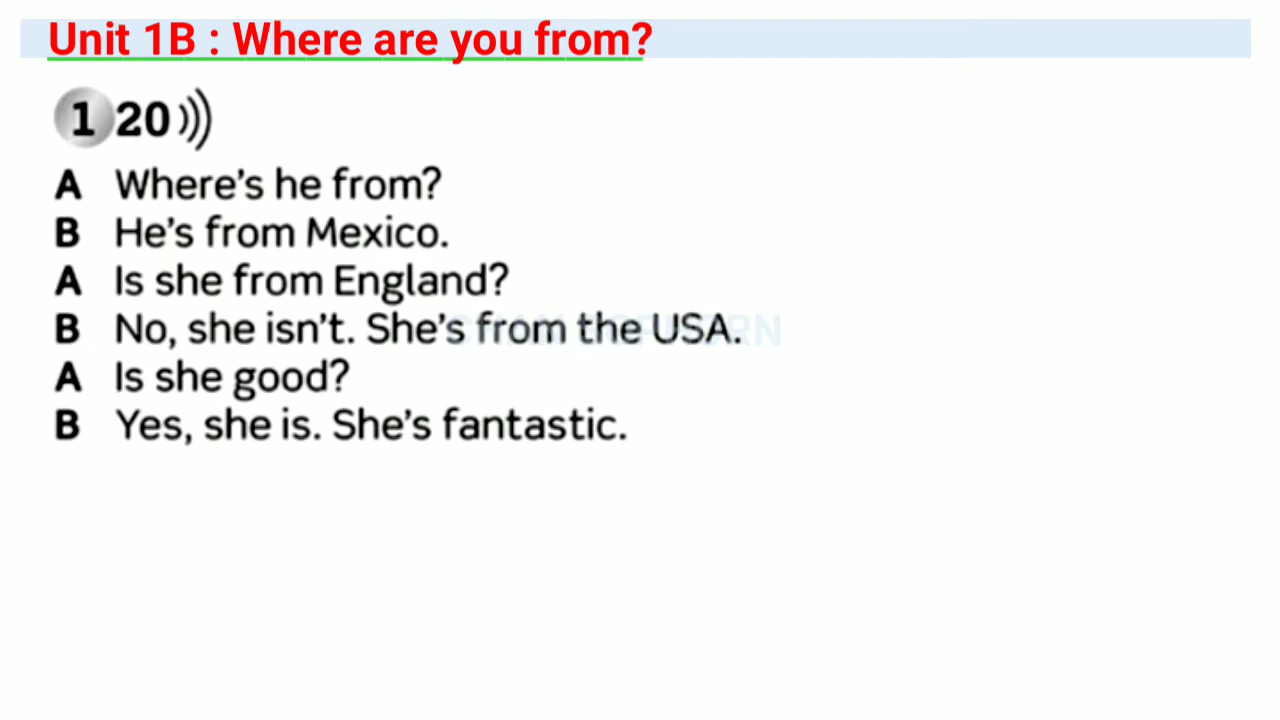 Unit 1B : Where are you from?
1 20
A Where's he from?
B He's from Mexico.
A Is she from England?
B No, she isn't. She's from the USA.
A Is she good?
B Yes, she is. She's fantastic.